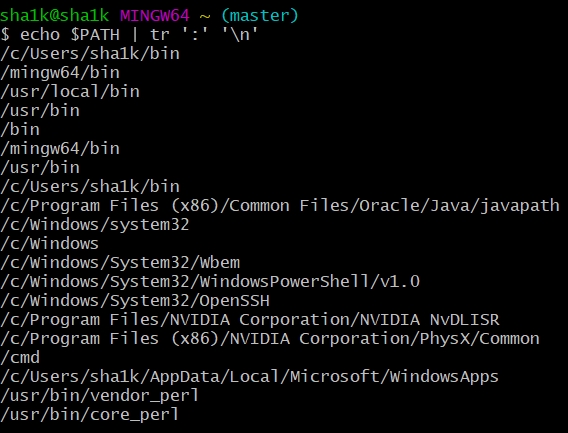 sha1k@sha1k MINGW64 ~ (master)
$ echo $PATH | tr ':' '\n'
/c/Users/sha1k/bin
/mingw64/bin
/usr/local/bin
/usr/bin
/bin
/mingw64/bin
/usr/bin
/c/Users/sha1k/bin
/c/Program Files (x86)/Common Files/Oracle/Java/javapath
/c/Windows/system32
/c/Windows
/c/Windows/System32/Wbem
/c/Windows/System32/WindowsPowerShell/v1.0
/c/Windows/System32/OpenSSH
/c/Program Files/NVIDIA Corporation/NVIDIA NvDLISR
/c/Program Files (x86)/NVIDIA Corporation/PhysX/Common
/cmd
/c/Users/sha1k/AppData/Local/Microsoft/WindowsApps
/usr/bin/vendor_perl
/usr/bin/core_perl